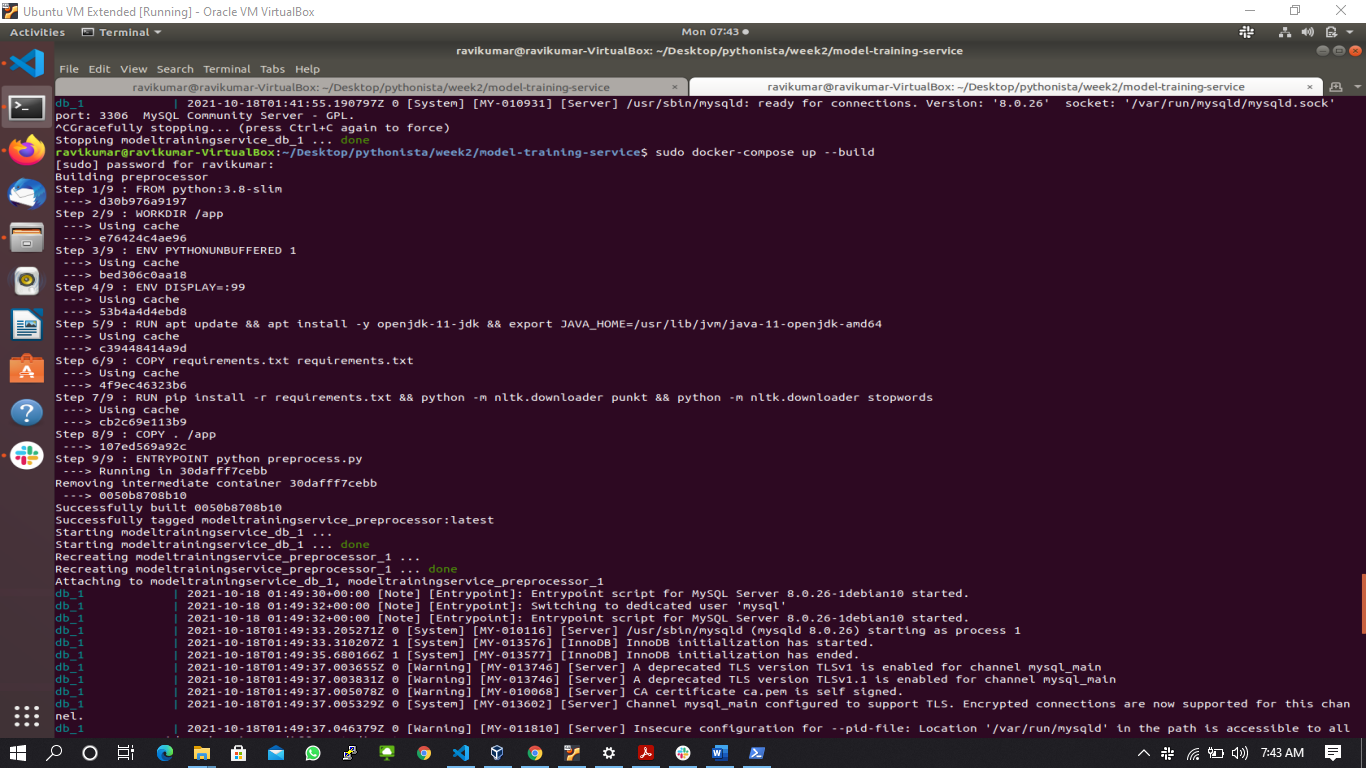 Ubuntu VM Extended [Running] - Oracle VM VirtualBox
Activities Terminal Mon 07:43
ravikumar@ravikumar-VirtualBox: ~/Desktop/pythonista/week2/model-training-service
File Edit View Search Terminal Tabs Help
ravikumar@ravikumar-VirtualBox: ~/Desktop/pythonista/week2/model-training-service × ravikumar@ravikumar-VirtualBox: ~/Desktop/pythonista/week2/model-training-service ×
db_1 | 2021-10-18T01:41:55.190797Z 0 [System] [MY-010931] [Server] /usr/sbin/mysqld: ready for connections. Version: '8.0.26' socket: '/var/run/mysqld/mysqld.sock'
port: 3306 MySQL Community Server - GPL.
^CGracefully stopping... (press Ctrl+C again to force)
Stopping modeltrainingservice_db_1 ... done
ravikumar@ravikumar-VirtualBox:~/Desktop/pythonista/week2/model-training-service$ sudo docker-compose up --build
[sudo] password for ravikumar:
Building preprocessor
Step 1/9 : FROM python:3.8-slim
---> d30b976a9197
Step 2/9 : WORKDIR /app
---> Using cache
---> e76424c4ae96
Step 3/9 : ENV PYTHONUNBUFFERED 1
---> Using cache
---> bed306c0aa18
Step 4/9 : ENV DISPLAY=:99
---> Using cache
---> 53b4a4d4ebd8
Step 5/9 : RUN apt update && apt install -y openjdk-11-jdk && export JAVA_HOME=/usr/lib/jvm/java-11-openjdk-amd64
---> Using cache
---> c39448414a9d
Step 6/9 : COPY requirements.txt requirements.txt
---> Using cache
---> 4f9ec46323b6
Step 7/9 : RUN pip install -r requirements.txt && python -m nltk.downloader punkt && python -m nltk.downloader stopwords
---> Using cache
---> cb2c69e113b9
Step 8/9 : COPY . /app
---> 107ed569a92c
Step 9/9 : ENTRYPOINT python preprocess.py
---> Running in 30dafff7cebb
Removing intermediate container 30dafff7cebb
---> 0050b8708b10
Successfully built 0050b8708b10
Successfully tagged modeltrainingservice_preprocessor:latest
Starting modeltrainingservice_db_1 ...
Starting modeltrainingservice_db_1 ... done
Recreating modeltrainingservice_preprocessor_1 ...
Recreating modeltrainingservice_preprocessor_1 ... done
Attaching to modeltrainingservice_db_1, modeltrainingservice_preprocessor_1
db_1 | 2021-10-18 01:49:30+00:00 [Note] [Entrypoint]: Entrypoint script for MySQL Server 8.0.26-1debian10 started.
db_1 | 2021-10-18 01:49:32+00:00 [Note] [Entrypoint]: Switching to dedicated user 'mysql'
db_1 | 2021-10-18 01:49:32+00:00 [Note] [Entrypoint]: Entrypoint script for MySQL Server 8.0.26-1debian10 started.
db_1 | 2021-10-18T01:49:33.205271Z 0 [System] [MY-010116] [Server] /usr/sbin/mysqld (mysqld 8.0.26) starting as process 1
db_1 | 2021-10-18T01:49:33.310207Z 1 [System] [MY-013576] [InnoDB] InnoDB initialization has started.
db_1 | 2021-10-18T01:49:35.680166Z 1 [System] [MY-013577] [InnoDB] InnoDB initialization has ended.
db_1 | 2021-10-18T01:49:37.003655Z 0 [Warning] [MY-013746] [Server] A deprecated TLS version TLSv1 is enabled for channel mysql_main
db_1 | 2021-10-18T01:49:37.003831Z 0 [Warning] [MY-013746] [Server] A deprecated TLS version TLSv1.1 is enabled for channel mysql_main
db_1 | 2021-10-18T01:49:37.005078Z 0 [Warning] [MY-010068] [Server] CA certificate ca.pem is self signed.
db_1 | 2021-10-18T01:49:37.005329Z 0 [System] [MY-013602] [Server] Channel mysql_main configured to support TLS. Encrypted connections are now supported for this chan
nel.
db_1 | 2021-10-18T01:49:37.046379Z 0 [Warning] [MY-011810] [Server] Insecure configuration for --pid-file: Location '/var/run/mysqld' in the path is accessible to all
7:43 AM